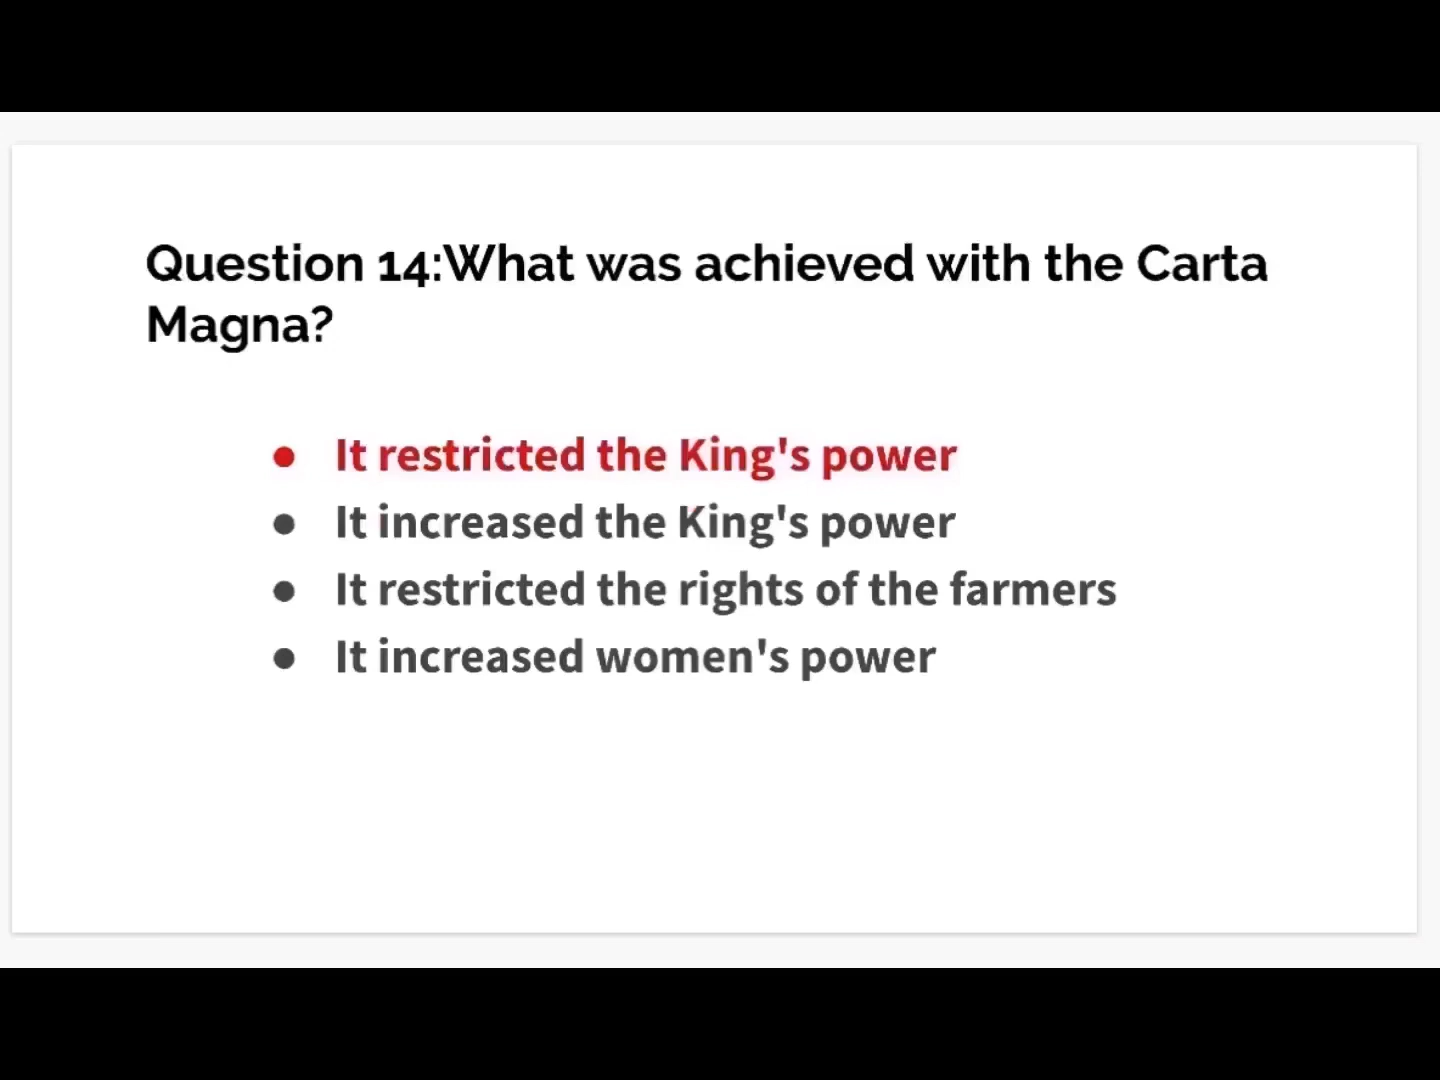 Question 14:What was achieved with the Carta
Magna?
● It restricted the King's power
● It increased the King's power
● It restricted the rights of the farmers
● It increased women's power